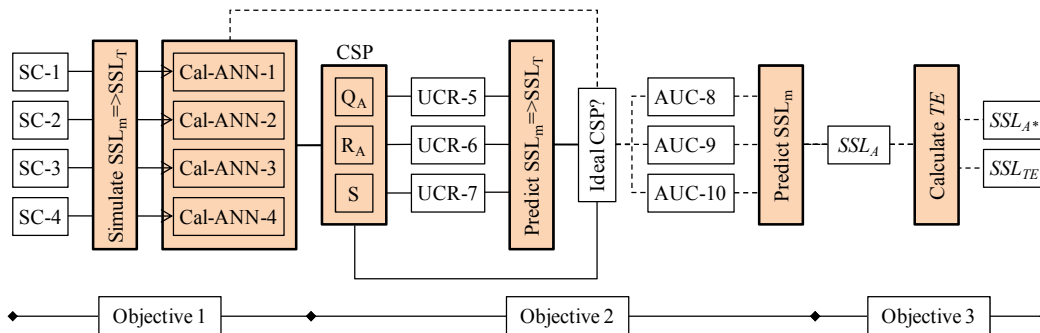 SC-1
SC-2
SC-3
SC-4
Simulate SSLm=>SSLT
Cal-ANN-1
Cal-ANN-2
Cal-ANN-3
Cal-ANN-4
CSP
QA
RA
S
UCR-5
UCR-6
UCR-7
Predict SSLm=>SSLT
Ideal CSP?
AUC-8
AUC-9
AUC-10
Predict SSLm
SSLA
Calculate TE
SSLA*
SSLTE
Objective 1
Objective 2
Objective 3